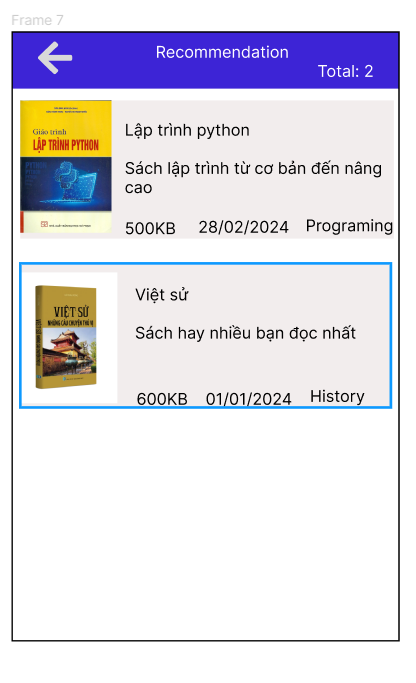 Frame 7
Recommendation
Total: 2
Giáo trình
LẬP TRÌNH PYTHON
Lập trình python
Sách lập trình từ cơ bản đến nâng
cao
500KB 28/02/2024 Programing
VIỆT SỬ
NHỮNG CÂU CHUYỆN THÚ VỊ
Việt sử
Sách hay nhiều bạn đọc nhất
600KB 01/01/2024 History